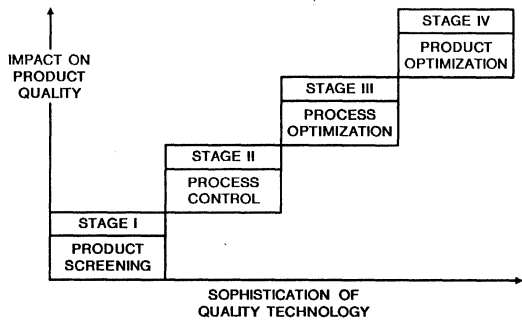 STAGE IV
PRODUCT
OPTIMIZATION
IMPACT ON
PRODUCT
QUALITY
STAGE III
PROCESS
OPTIMIZATION
STAGE II
PROCESS
CONTROL
STAGE I
PRODUCT
SCREENING
SOPHISTICATION OF
QUALITY TECHNOLOGY